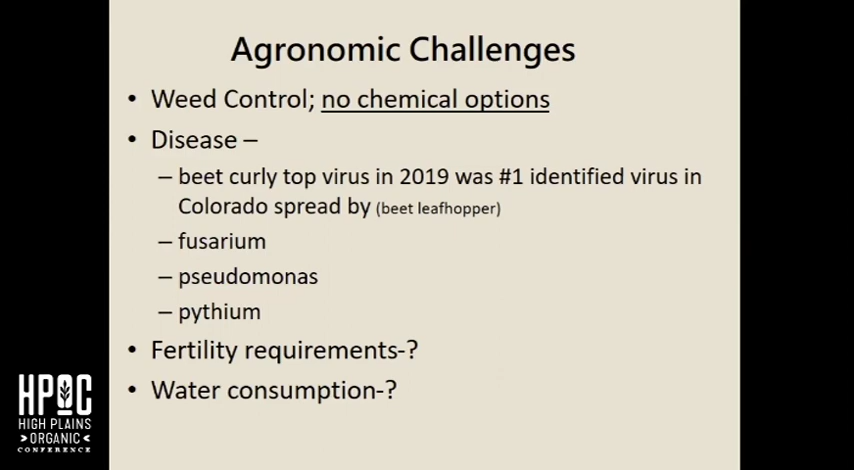 Agronomic Challenges
• Weed Control; no chemical options
• Disease –
– beet curly top virus in 2019 was #1 identified virus in
Colorado spread by (beet leafhopper)
– fusarium
– pseudomonas
– pythium
• Fertility requirements-?
• Water consumption-?
HPOC
HIGH PLAINS
>ORGANIC<
CONFERENCE